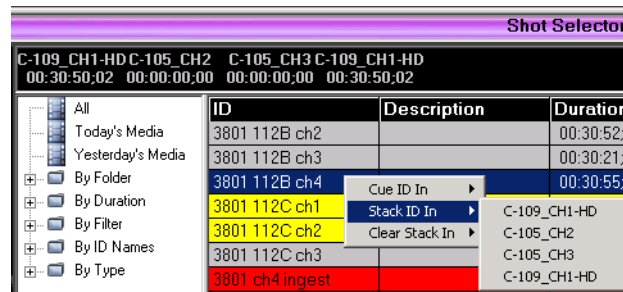 Shot Selector
C-109_CH1-HD C-105_CH2 C-105_CH3 C-109_CH1-HD
00:30:50;02 00:00:00;00 00:00:00;00 00:30:50;02
All
Today's Media
Yesterday's Media
By Folder
By Duration
By Filter
By ID Names
By Type
ID Description Duration
3801 112B ch2 00:30:52;
3801 112B ch3 00:30:21;
3801 112B ch4 00:30:55;
3801 112C ch1
3801 112C ch2
3801 112C ch3
3801 ch4 ingest
Cue ID In
Stack ID In
Clear Stack In
C-109_CH1-HD
C-105_CH2
C-105_CH3
C-109_CH1-HD